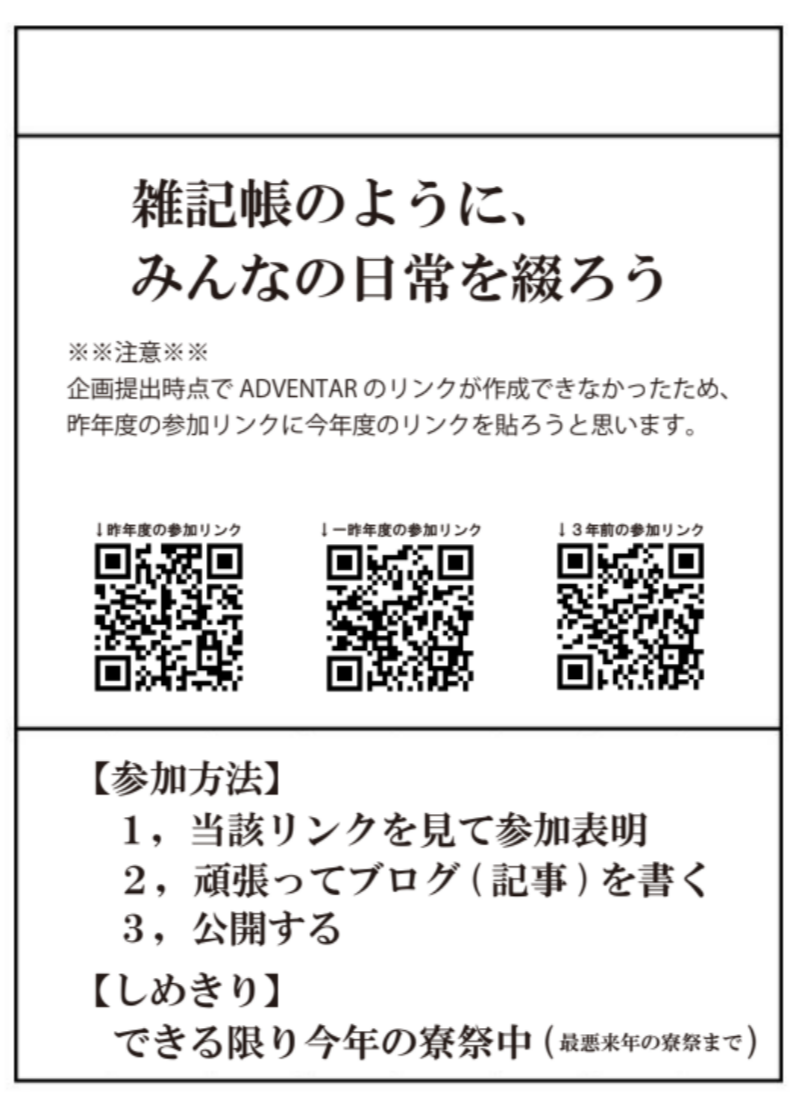 雑記帳のように、
みんなの日常を綴ろう
※※注意※※
企画提出時点で ADVENTAR のリンクが作成できなかったため、
昨年度の参加リンクに今年度のリンクを貼ろうと思います。
↓昨年度の参加リンク
↓一昨年度の参加リンク
↓３年前の参加リンク
【参加方法】
１，当該リンクを見て参加表明
２，頑張ってブログ(記事)を書く
３，公開する
【しめきり】
できる限り今年の寮祭中(最悪来年の寮祭まで)